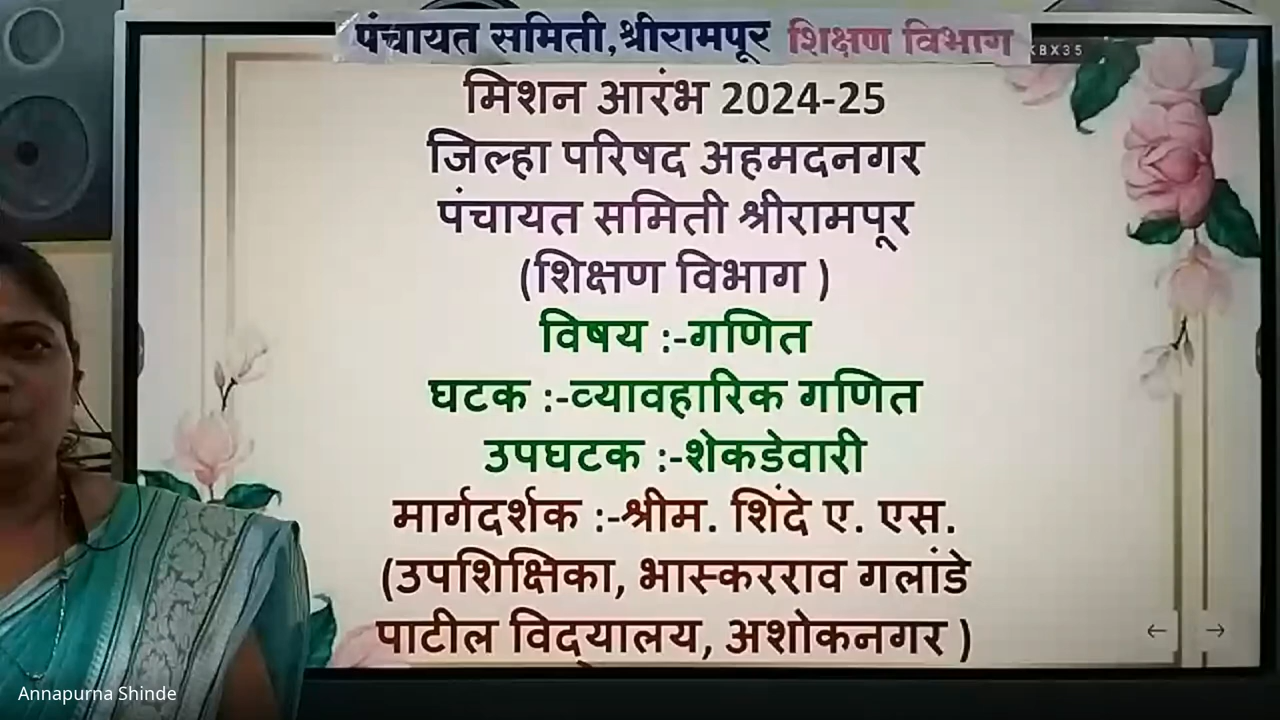 पंचायत समिती,श्रीरामपूर शिक्षण विभाग
KBX35
मिशन आरंभ 2024-25
जिल्हा परिषद अहमदनगर
पंचायत समिती श्रीरामपूर
(शिक्षण विभाग )
विषय :-गणित
घटक :-व्यावहारिक गणित
उपघटक :-शेकडेवारी
मार्गदर्शक :-श्रीम. शिंदे ए. एस.
(उपशिक्षिका, भास्करराव गलांडे
पाटील विद्यालय, अशोकनगर )
Annapurna Shinde